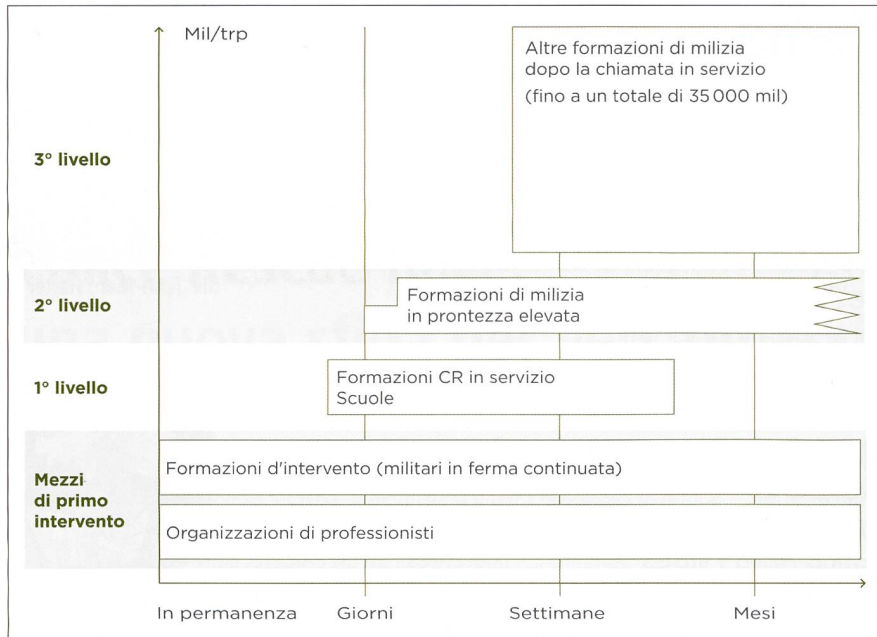 Mil/trp
Altre formazioni di milizia
dopo la chiamata in servizio
(fino a un totale di 35 000 mil)
3° livello
2° livello
Formazioni di milizia
in prontezza elevata
1° livello
Formazioni CR in servizio
Scuole
Mezzi
di primo
intervento
Formazioni d'intervento (militari in ferma continuata)
Organizzazioni di professionisti
In permanenza
Giorni
Settimane
Mesi